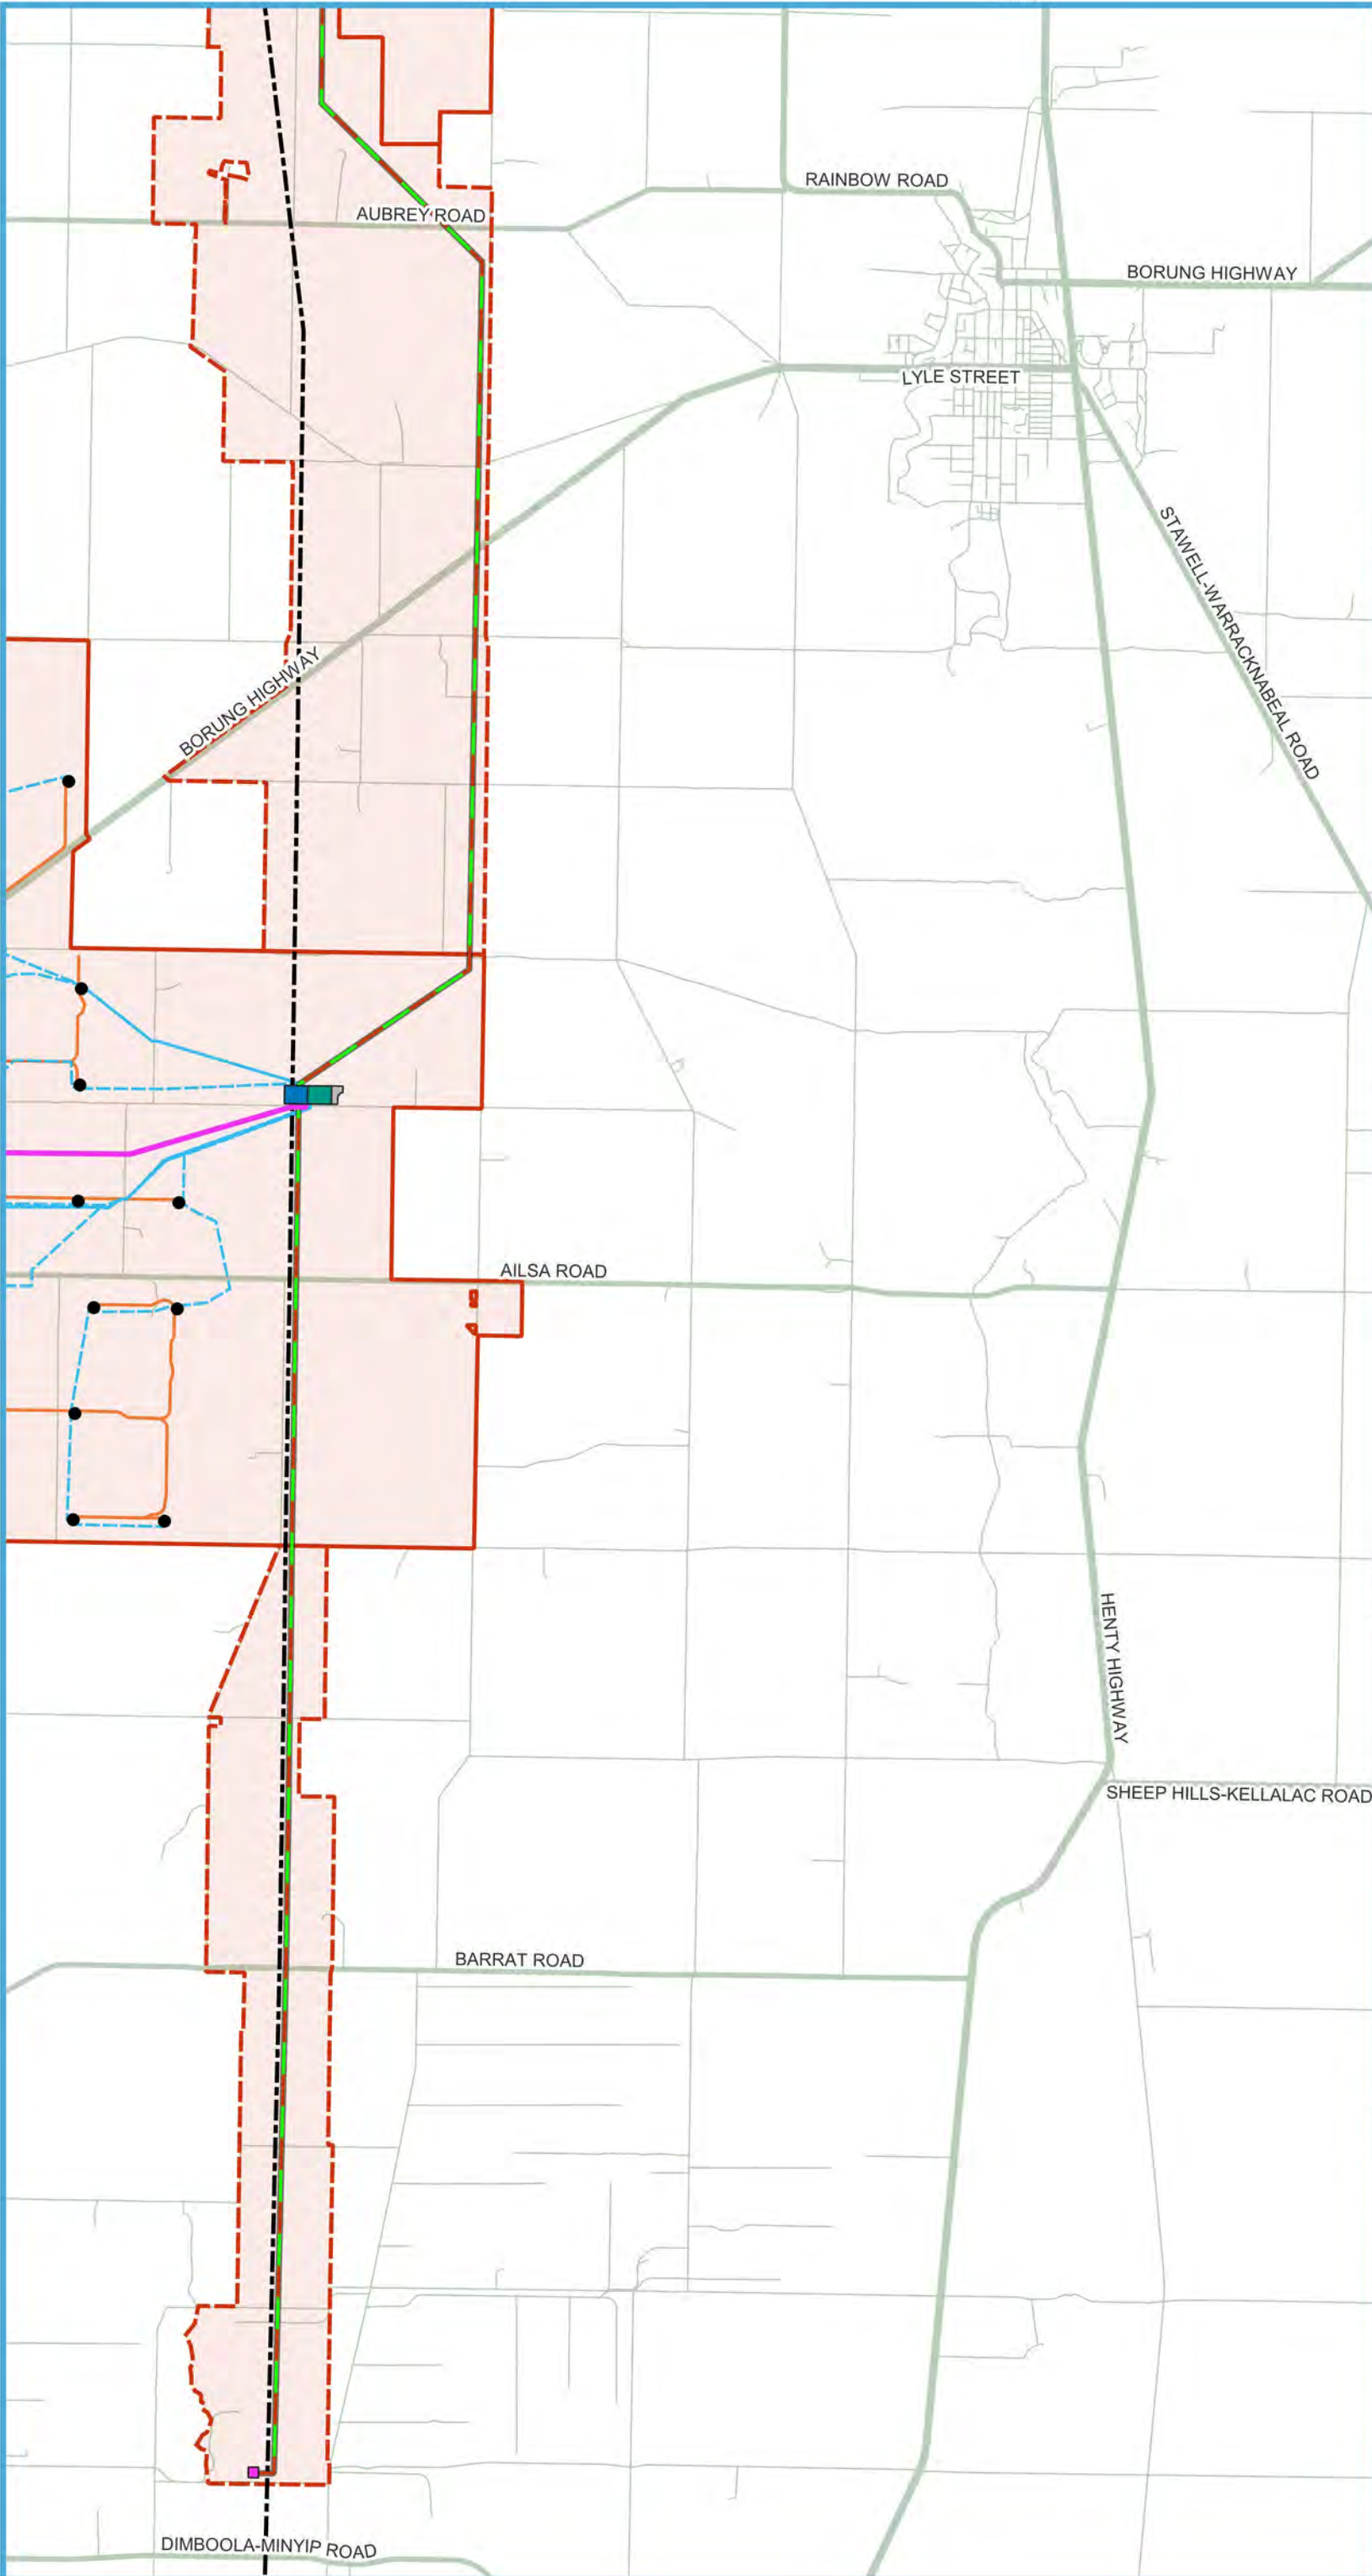 RAINBOW ROAD
AUBREY ROAD
BORUNG HIGHWAY
LYLE STREET
STAWELL-WARRACKNABEAL ROAD
BORUNG HIGHWAY
AILSA ROAD
HENTY HIGHWAY
SHEEP HILLS-KELLALAC ROAD
BARRAT ROAD
DIMBOOLA-MINYIP ROAD